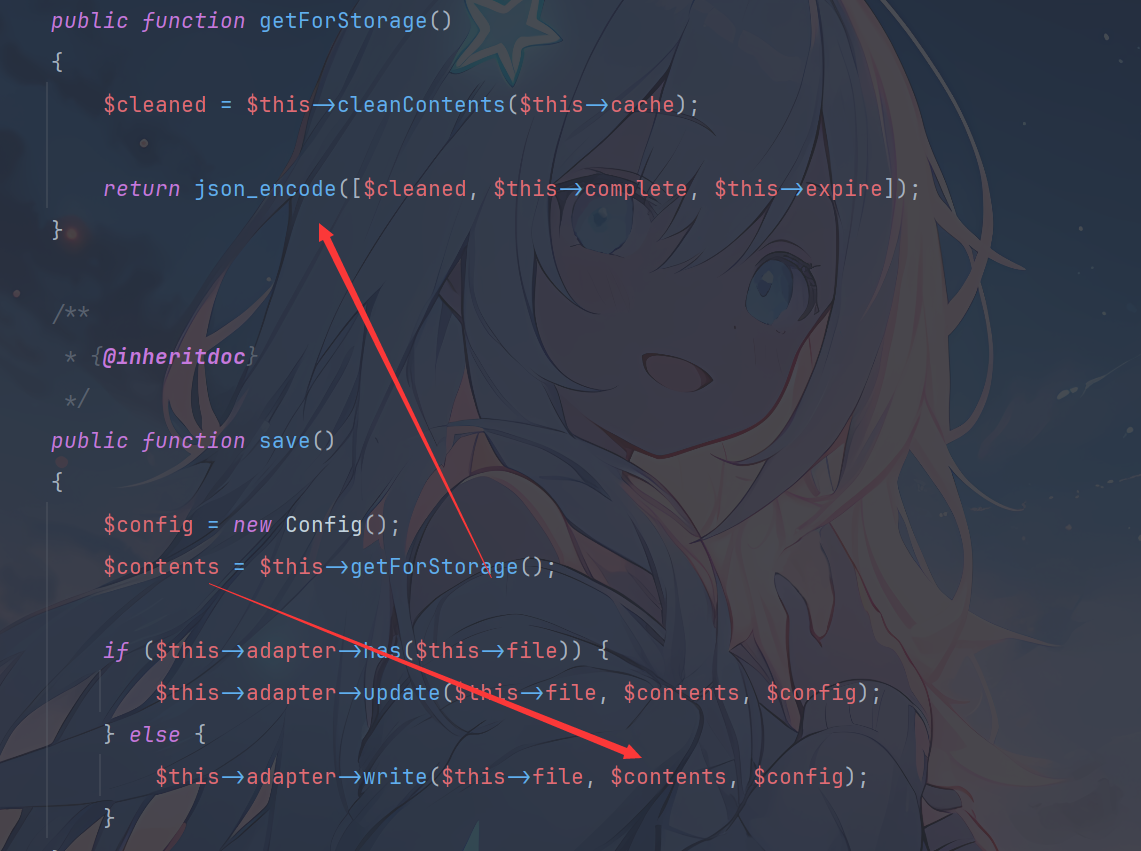 public function getForStorage()
{
    $cleaned = $this->cleanContents($this->cache);
    return json_encode([$cleaned, $this->complete, $this->expire]);
}
/**
 * {@inheritdoc}
 */
public function save()
{
    $config = new Config();
    $contents = $this->getForStorage();
    if ($this->adapter->has($this->file)) {
        $this->adapter->update($this->file, $contents, $config);
    } else {
        $this->adapter->write($this->file, $contents, $config);
    }